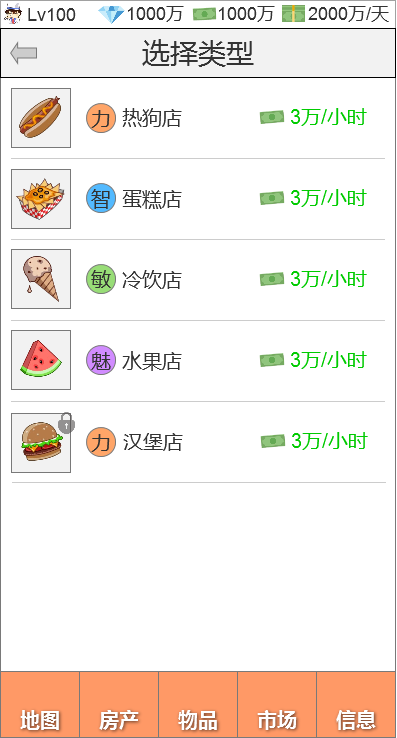 Lv100 1000万 1000万 2000万/天
选择类型
力 热狗店 3万/小时
智 蛋糕店 3万/小时
敏 冷饮店 3万/小时
魅 水果店 3万/小时
力 汉堡店 3万/小时
地图 房产 物品 市场 信息